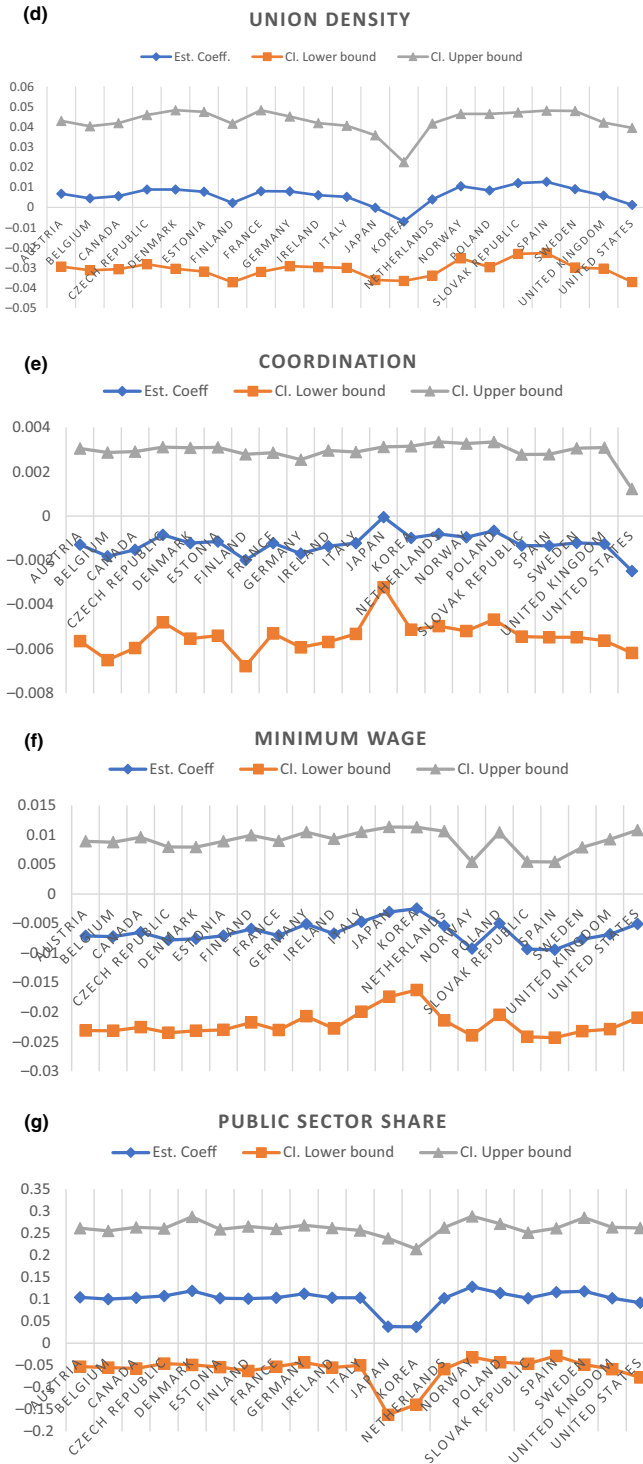 (d)
UNION DENSITY
Est. Coeff. CI. Lower bound CI. Upper bound
0.06
0.05
0.04
0.03
0.02
0.01
0
−0.01
−0.02
−0.03
−0.04
−0.05
AUSTRIA
BELGIUM
CANADA
CZECH REPUBLIC
DENMARK
ESTONIA
FINLAND
FRANCE
GERMANY
IRELAND
ITALY
JAPAN
KOREA
NETHERLANDS
NORWAY
POLAND
SLOVAK REPUBLIC
SPAIN
SWEDEN
UNITED KINGDOM
UNITED STATES
(e)
COORDINATION
Est. Coeff CI. Lower bound CI. Upper bound
0.004
0.002
0
−0.002
−0.004
−0.006
−0.008
AUSTRIA
BELGIUM
CANADA
CZECH REPUBLIC
DENMARK
ESTONIA
FINLAND
FRANCE
GERMANY
IRELAND
ITALY
JAPAN
KOREA
NETHERLANDS
NORWAY
POLAND
SLOVAK REPUBLIC
SPAIN
SWEDEN
UNITED KINGDOM
UNITED STATES
(f)
MINIMUM WAGE
Est. Coeff CI. Lower bound CI. Upper bound
0.015
0.010
0.005
0
−0.005
−0.01
−0.015
−0.02
−0.025
−0.03
AUSTRIA
BELGIUM
CANADA
CZECH REPUBLIC
DENMARK
ESTONIA
FINLAND
FRANCE
GERMANY
IRELAND
ITALY
JAPAN
KOREA
NETHERLANDS
NORWAY
POLAND
SLOVAK REPUBLIC
SPAIN
SWEDEN
UNITED KINGDOM
UNITED STATES
(g)
PUBLIC SECTOR SHARE
Est. Coeff CI. Lower bound CI. Upper bound
0.35
0.3
0.25
0.2
0.15
0.1
0.05
0
−0.05
−0.1
−0.15
−0.2
AUSTRIA
BELGIUM
CANADA
CZECH REPUBLIC
DENMARK
ESTONIA
FINLAND
FRANCE
GERMANY
IRELAND
ITALY
JAPAN
KOREA
NETHERLANDS
NORWAY
POLAND
SLOVAK REPUBLIC
SPAIN
SWEDEN
UNITED KINGDOM
UNITED STATES